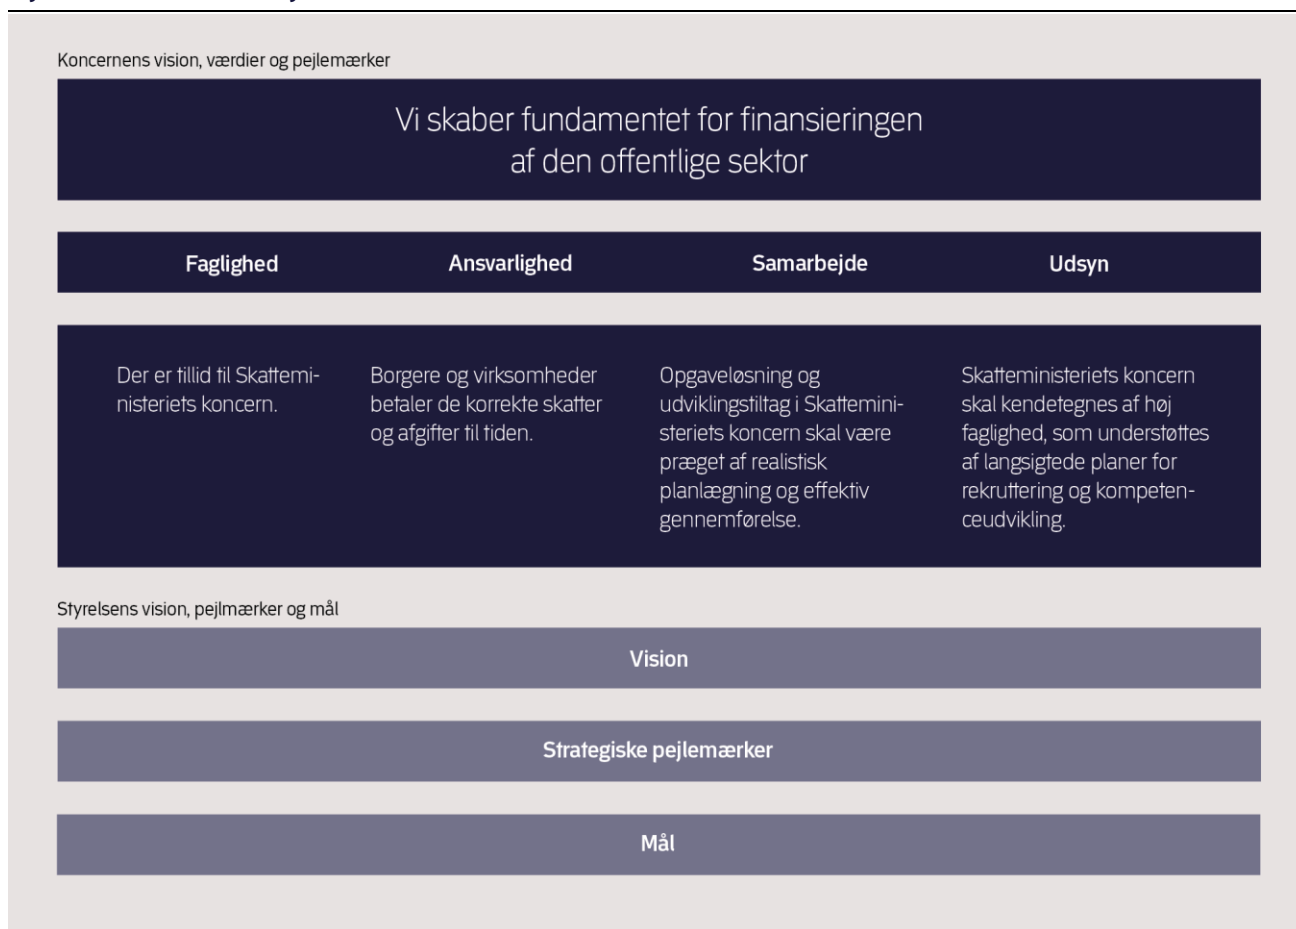 Koncernens vision, værdier og pejlemærker
Vi skaber fundamentet for finansieringen
af den offentlige sektor
Faglighed
Ansvarlighed
Samarbejde
Udsyn
Der er tillid til Skattemi-
nisteriets koncern.
Borgere og virksomheder
betaler de korrekte skatter
og afgifter til tiden.
Opgaveløsning og
udviklingstiltag i Skattemini-
steriets koncern skal være
præget af realistisk
planlægning og effektiv
gennemførelse.
Skatteministeriets koncern
skal kendetegnes af høj
faglighed, som understøttes
af langsigtede planer for
rekruttering og kompeten-
ceudvikling.
Styrelsens vision, pejlmærker og mål
Vision
Strategiske pejlemærker
Mål